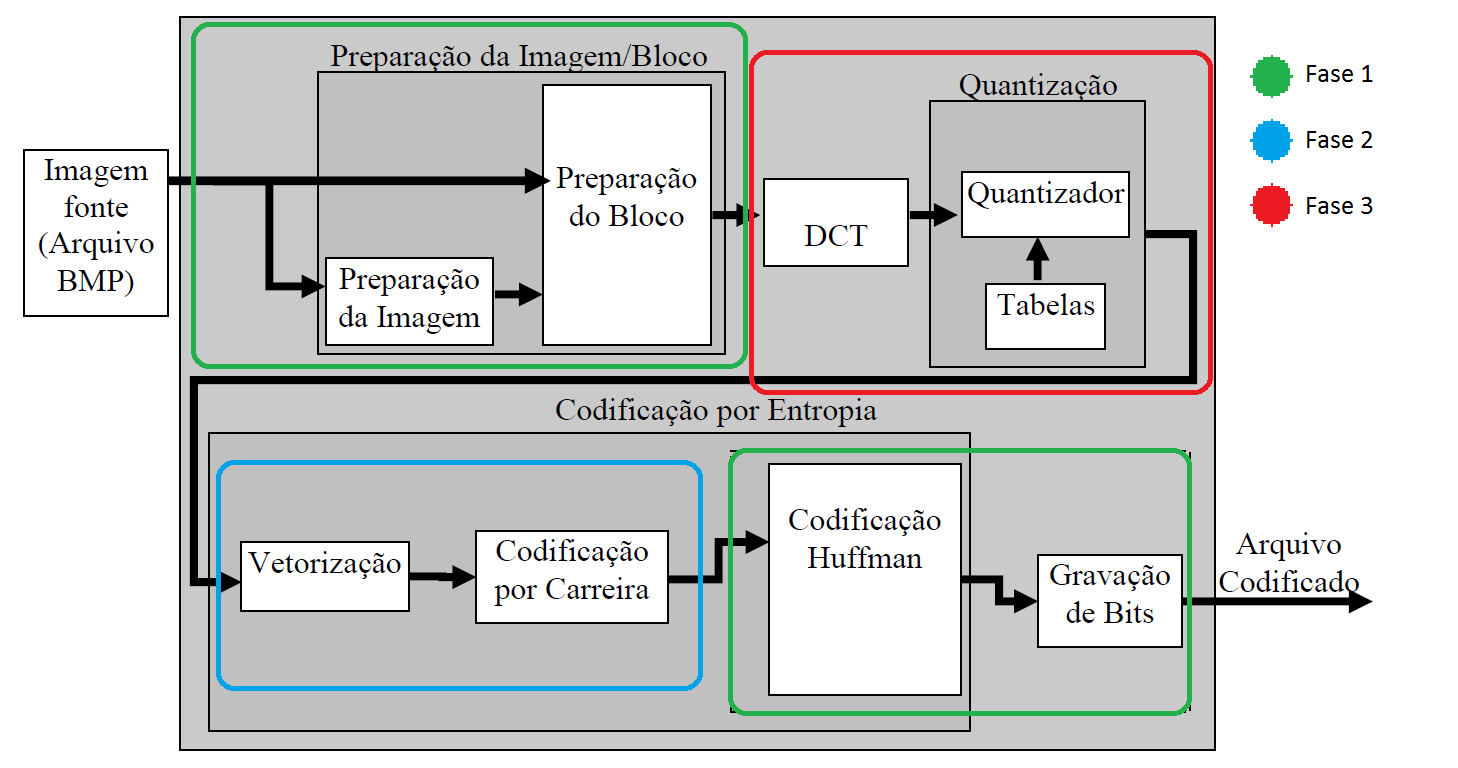 Preparação da Imagem/Bloco
Imagem
fonte
(Arquivo
BMP)
Preparação
do Bloco
Preparação
da Imagem
DCT
Quantização
Quantizador
Tabelas
Fase 1
Fase 2
Fase 3
Codificação por Entropia
Vetorização
Codificação
por Carreira
Codificação
Huffman
Gravação
de Bits
Arquivo
Codificado